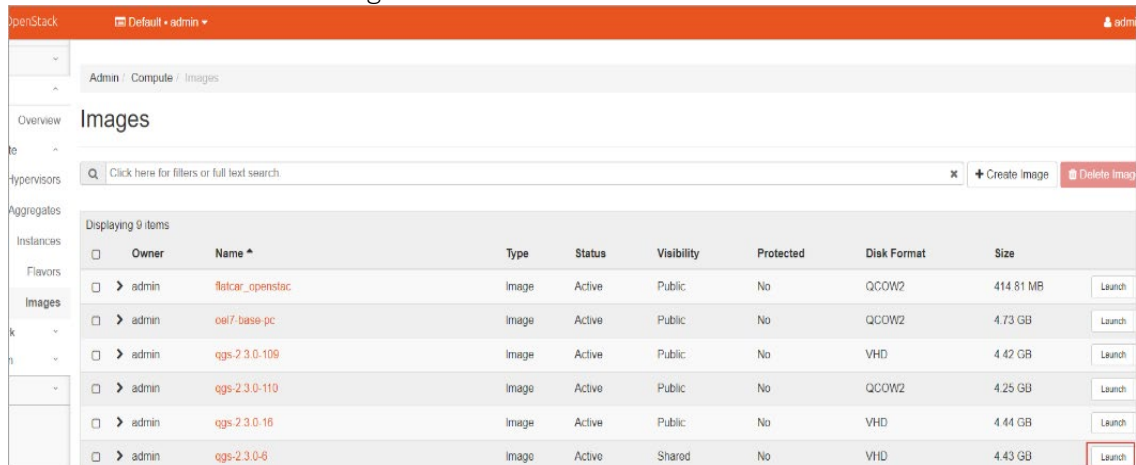 OpenStack Default • admin admi
Admin / Compute / Images
Overview
Images
te
Hypervisors
Click here for filters or full text search.
+ Create Image
Delete Imag
Aggregates
Displaying 9 items
Instances
Owner Name Type Status Visibility Protected Disk Format Size
Flavors
admin flatcar_openstac Image Active Public No QCOW2 414.81 MB Launch
Images
admin oel7-base-pc Image Active Public No QCOW2 4.73 GB Launch
k
n
admin qgs-2.3.0-109 Image Active Public No VHD 4.42 GB Launch
admin qgs-2.3.0-110 Image Active Public No QCOW2 4.25 GB Launch
admin qgs-2.3.0-16 Image Active Public No VHD 4.44 GB Launch
admin qgs-2.3.0-6 Image Active Shared No VHD 4.43 GB Launch